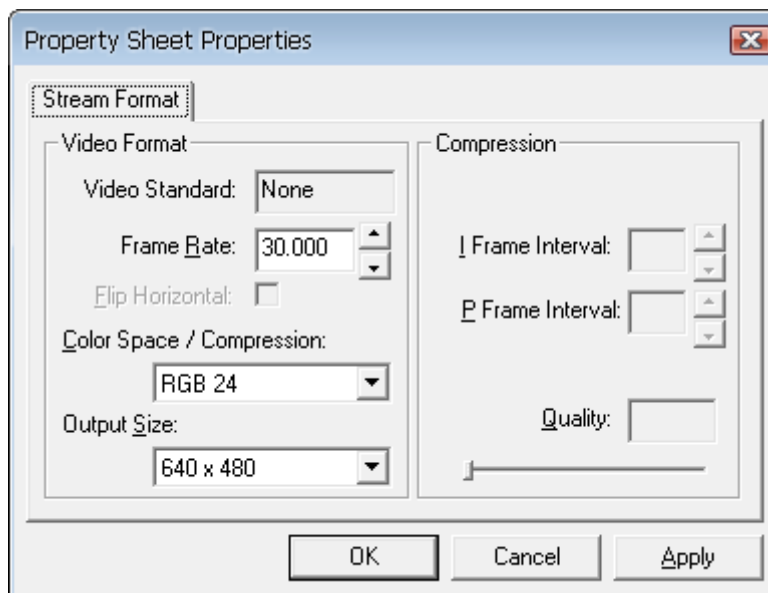 Property Sheet Properties
Stream Format
Video Format
Video Standard: None
Frame Rate: 30.000
Flip Horizontal:
Color Space / Compression:
RGB 24
Output Size:
640 x 480
Compression
I Frame Interval:
P Frame Interval:
Quality:
OK Cancel Apply